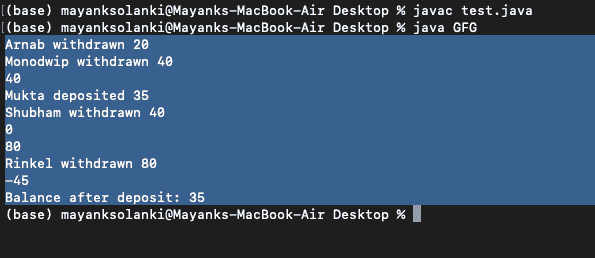 (base) mayanksolanki@Mayanks-MacBook-Air Desktop % javac test.java
(base) mayanksolanki@Mayanks-MacBook-Air Desktop % java GFG
Arnab withdrawn 20
Monodwip withdrawn 40
40
Mukta deposited 35
Shubham withdrawn 40
0
80
Rinkel withdrawn 80
-45
Balance after deposit: 35
(base) mayanksolanki@Mayanks-MacBook-Air Desktop %